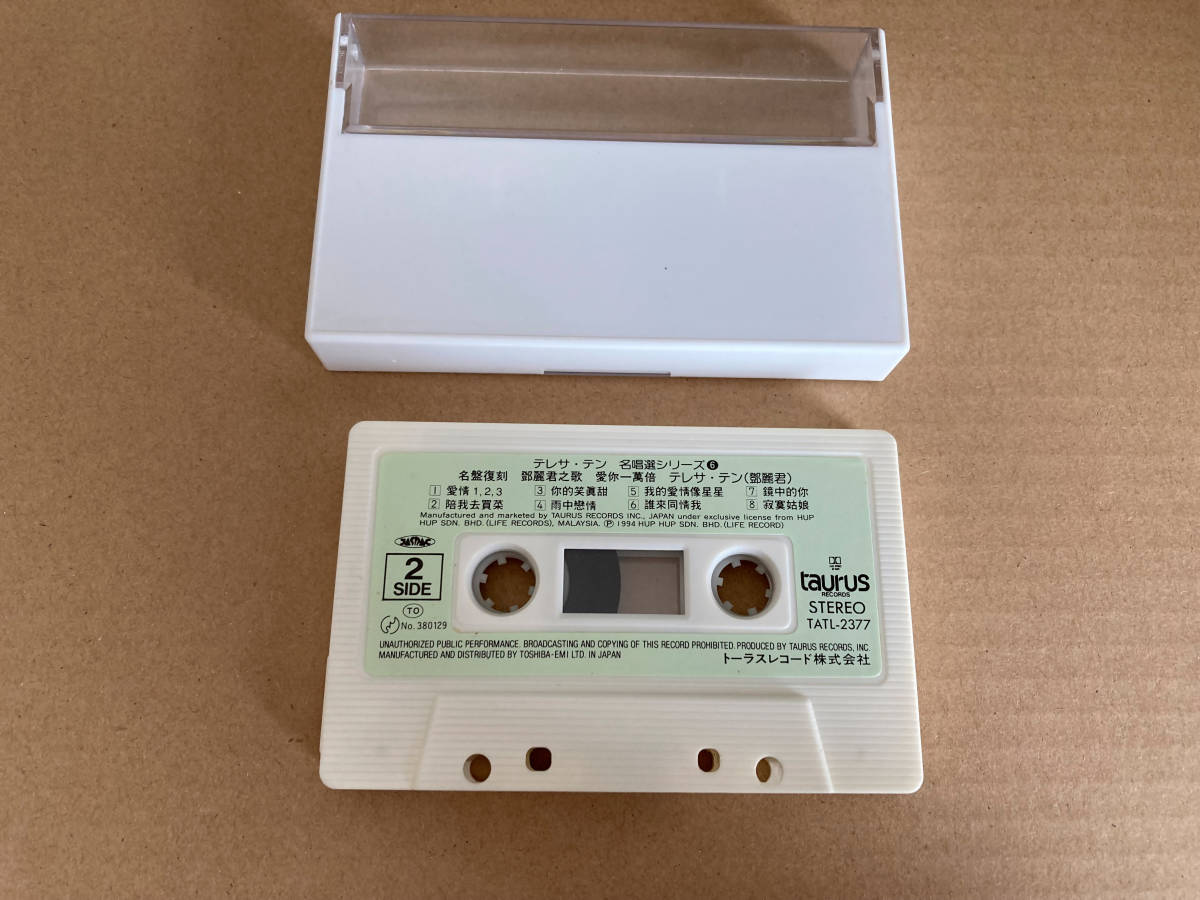 テレサ・テン 名唱選シリーズ❻
名盤復刻 鄧麗君之歌 愛你一萬倍 テレサ・テン(鄧麗君)
1 愛情1,2,3 3 你的笑眞甜 5 我的愛情像星星 7 鏡中的你
2 陪我去買菜 4 雨中戀情 6 誰來同情我 8 寂寞姑娘
Manufactured and marketed by TAURUS RECORDS INC., JAPAN under exclusive license from HUP
HUP SDN. BHD. (LIFE RECORDS), MALAYSIA. Ⓟ 1994 HUP HUP SDN. BHD. (LIFE RECORD)
2
SIDE
TO
No. 380129
taurus
RECORDS
STEREO
TATL-2377
UNAUTHORIZED PUBLIC PERFORMANCE. BROADCASTING AND COPYING OF THIS RECORD PROHIBITED. PRODUCED BY TAURUS RECORDS, INC.
MANUFACTURED AND DISTRIBUTED BY TOSHIBA-EMI LTD. IN JAPAN
トーラスレコード株式会社